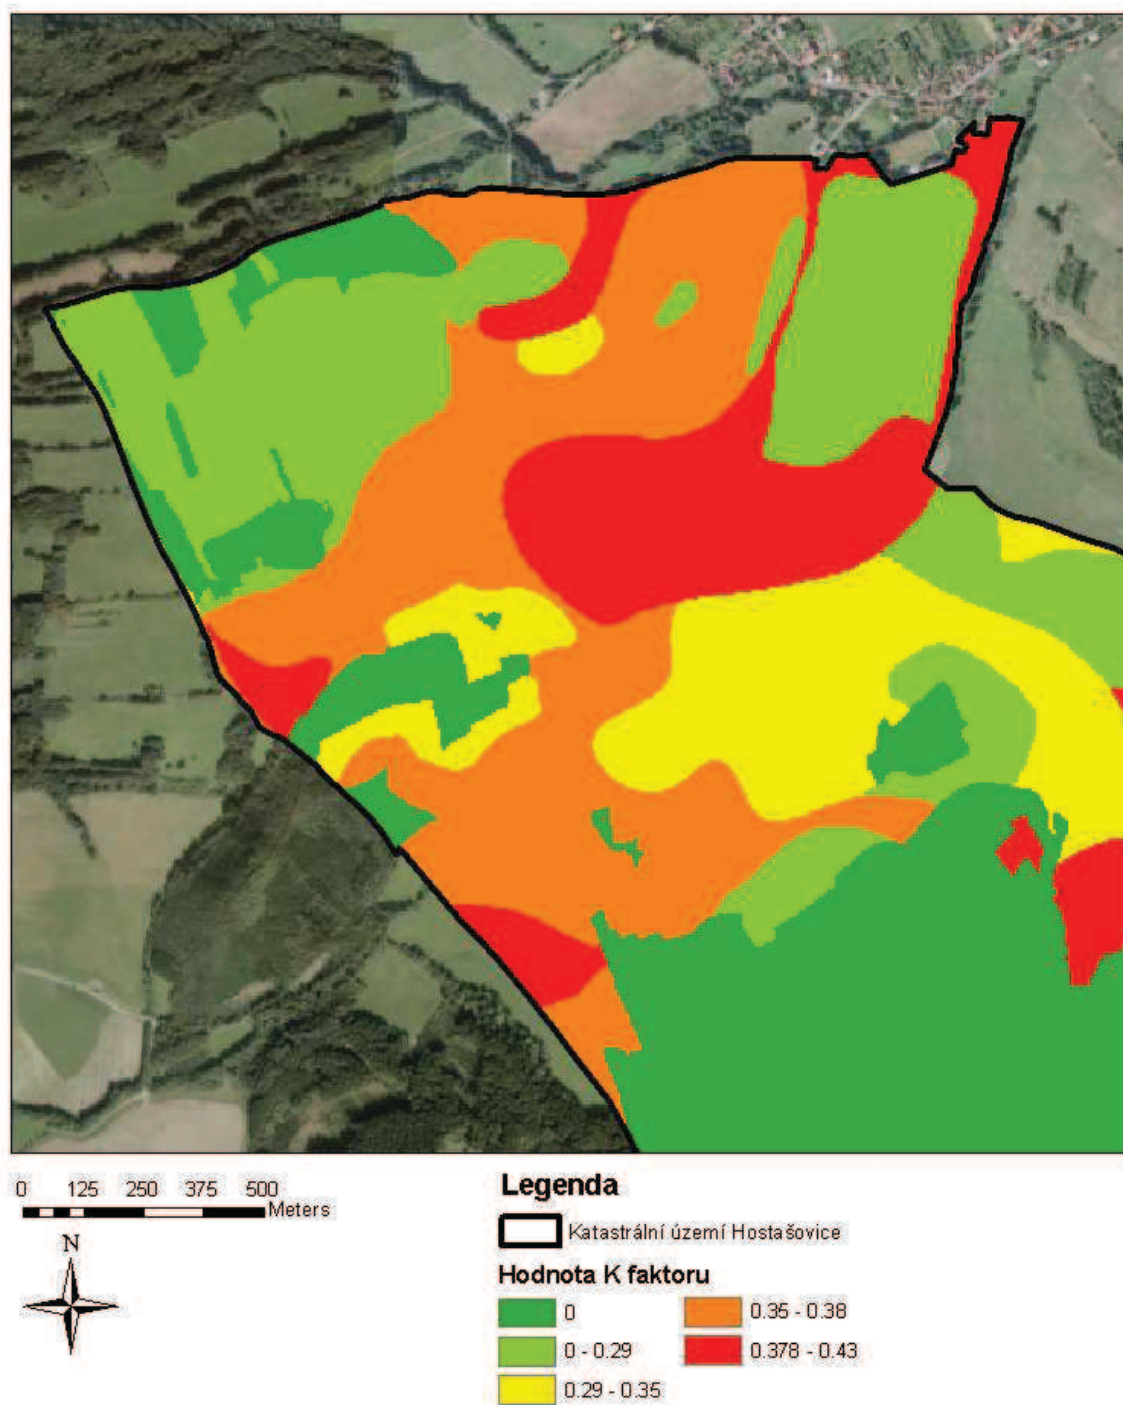 0 125 250 375 500
Meters
N
Legenda
Katastrální území Hostašovice
Hodnota K faktoru
0
0 - 0.29
0.29 - 0.35
0.35 - 0.38
0.378 - 0.43